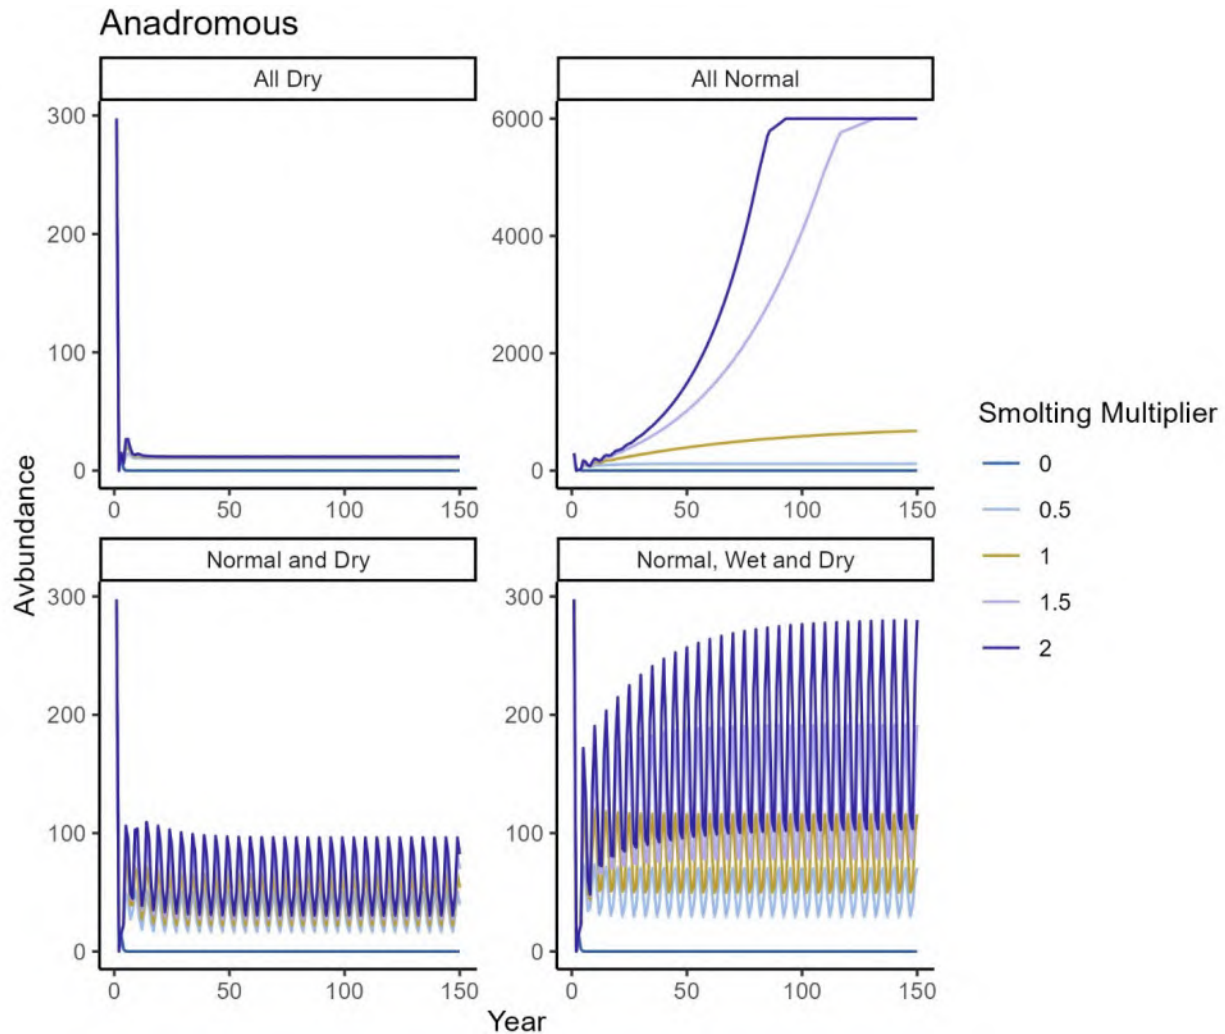 Anadromous
All Dry
All Normal
300
200
100
0
6000
4000
2000
0
0 50 100 150
0 50 100 150
Avbundance
Normal and Dry
Normal, Wet and Dry
300
200
100
0
300
200
100
0
0 50 100 150
0 50 100 150
Year
Smolting Multiplier
0
0.5
1
1.5
2